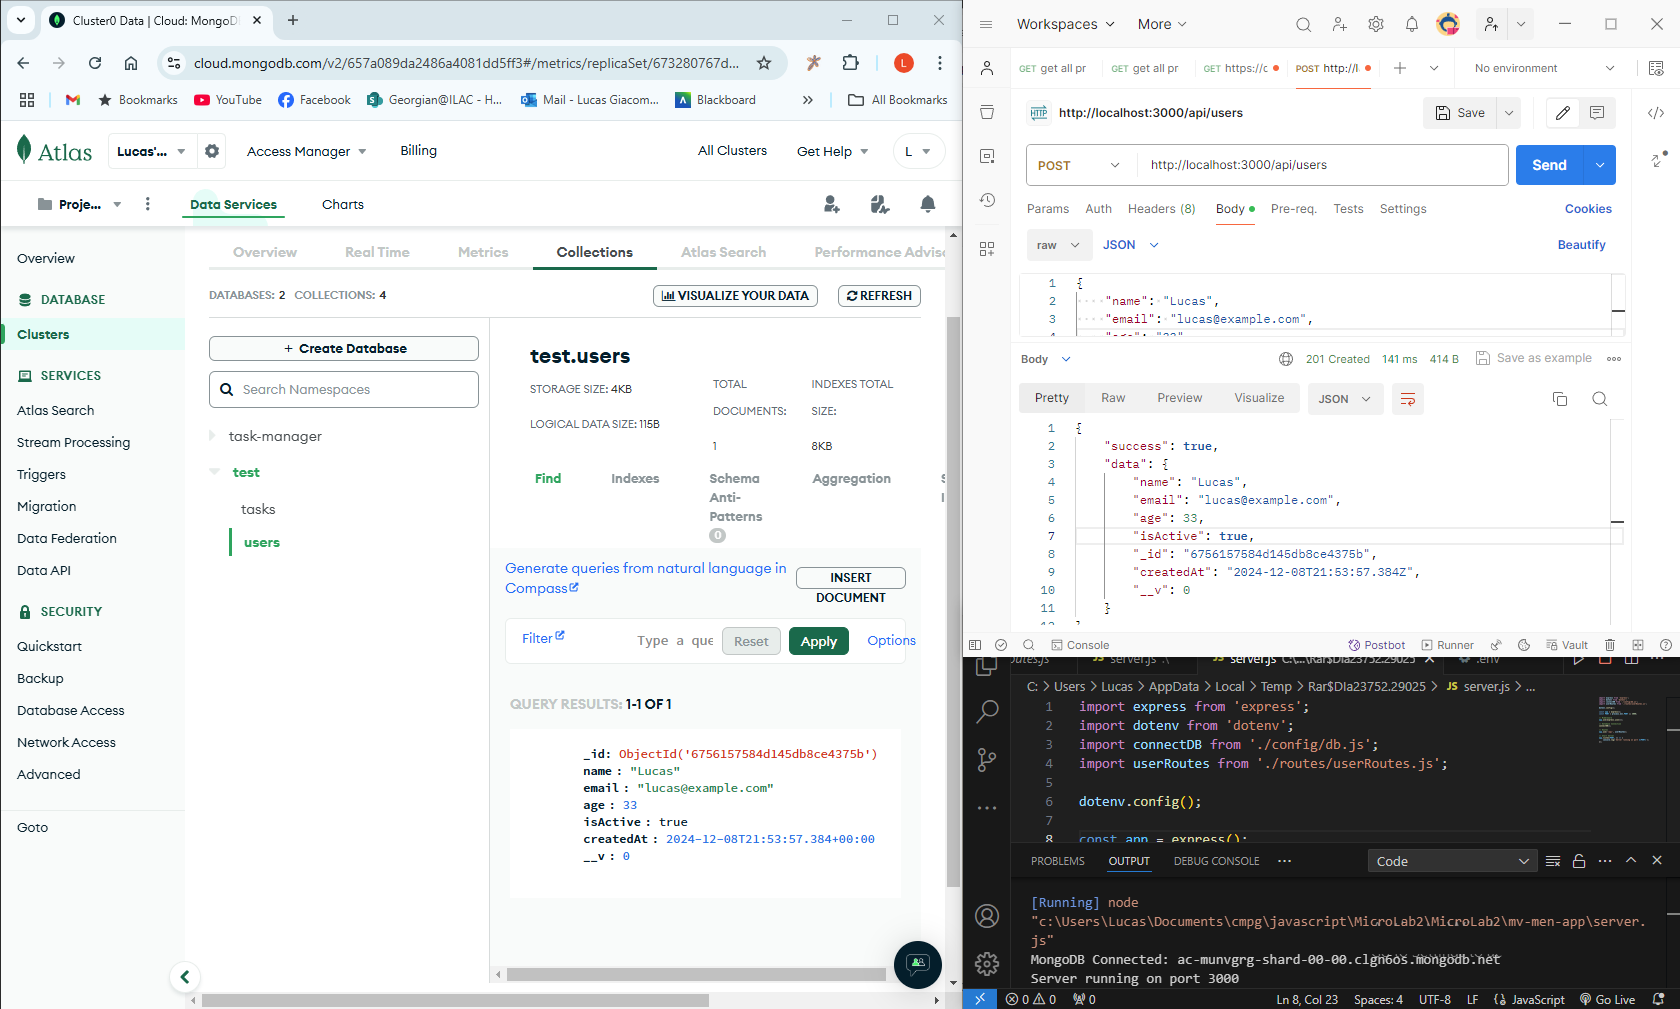 Cluster0 Data | Cloud: MongoDB
cloud.mongodb.com/v2/657a089da2486a4081dd5ff3#/metrics/replicaSet/673280767d...
L
Bookmarks
YouTube
Facebook
Georgian@ILAC - H...
Mail - Lucas Giacom...
Blackboard
All Bookmarks
Atlas
Lucas'...
Access Manager
Billing
All Clusters
Get Help
L
Proje...
Data Services
Charts
Overview
DATABASE
Clusters
SERVICES
Atlas Search
Stream Processing
Triggers
Migration
Data Federation
Data API
SECURITY
Quickstart
Backup
Database Access
Network Access
Advanced
Goto
Overview
Real Time
Metrics
Collections
Atlas Search
Performance Adviso
DATABASES: 2 COLLECTIONS: 4
VISUALIZE YOUR DATA
REFRESH
+ Create Database
Search Namespaces
task-manager
test
tasks
users
test.users
STORAGE SIZE: 4KB
LOGICAL DATA SIZE: 115B
TOTAL
DOCUMENTS:
1
INDEXES TOTAL
SIZE:
8KB
Find
Indexes
Schema
Anti-
Patterns
0
Aggregation
Generate queries from natural language in
Compass
INSERT
DOCUMENT
Filter
Type a que
Reset
Apply
Options
QUERY RESULTS: 1-1 OF 1
_id: ObjectId('6756157584d145db8ce4375b')
name : "Lucas"
email : "lucas@example.com"
age : 33
isActive : true
createdAt : 2024-12-08T21:53:57.384+00:00
__v : 0
Workspaces
More
GET get all pr
GET get all pr
GET https://c
POST http://l
No environment
HTTP
http://localhost:3000/api/users
Save
POST
http://localhost:3000/api/users
Send
Params
Auth
Headers (8)
Body
Pre-req.
Tests
Settings
Cookies
raw
JSON
Beautify
1 {
2 "name": "Lucas",
3 "email": "lucas@example.com",
4 "age": "33"
Body
201 Created
141 ms
414 B
Save as example
Pretty
Raw
Preview
Visualize
JSON
1 {
2 "success": true,
3 "data": {
4 "name": "Lucas",
5 "email": "lucas@example.com",
6 "age": 33,
7 "isActive": true,
8 "_id": "6756157584d145db8ce4375b",
9 "createdAt": "2024-12-08T21:53:57.384Z",
10 "__v": 0
11 }
Console
Postbot
Runner
Vault
server.js
server.js C:\...\Rar$DIa23752.29025
.env
C: > Users > Lucas > AppData > Local > Temp > Rar$DIa23752.29025 > JS server.js > ...
1 import express from 'express';
2 import dotenv from 'dotenv';
3 import connectDB from './config/db.js';
4 import userRoutes from './routes/userRoutes.js';
5
6 dotenv.config();
7
8 const app = express();
PROBLEMS
OUTPUT
DEBUG CONSOLE
Code
[Running] node
"c:\Users\Lucas\Documents\cmpg\javascript\MicroLab2\MicroLab2\mv-men-app\server.
js"
MongoDB Connected: ac-munvgrg-shard-00-00.clgn6os.mongodb.net
Server running on port 3000
0
0
0
Ln 8, Col 23
Spaces: 4
UTF-8
LF
{} JavaScript
Go Live